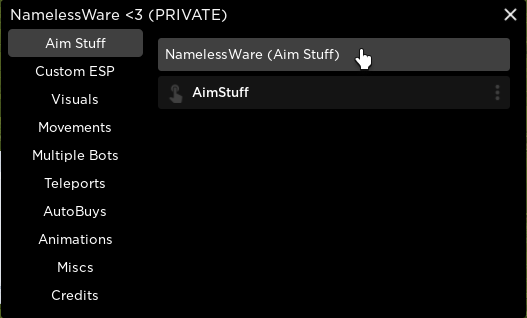 NamelessWare <3 (PRIVATE)
Aim Stuff
Custom ESP
Visuals
Movements
Multiple Bots
Teleports
AutoBuys
Animations
Miscs
Credits
NamelessWare (Aim Stuff)
AimStuff